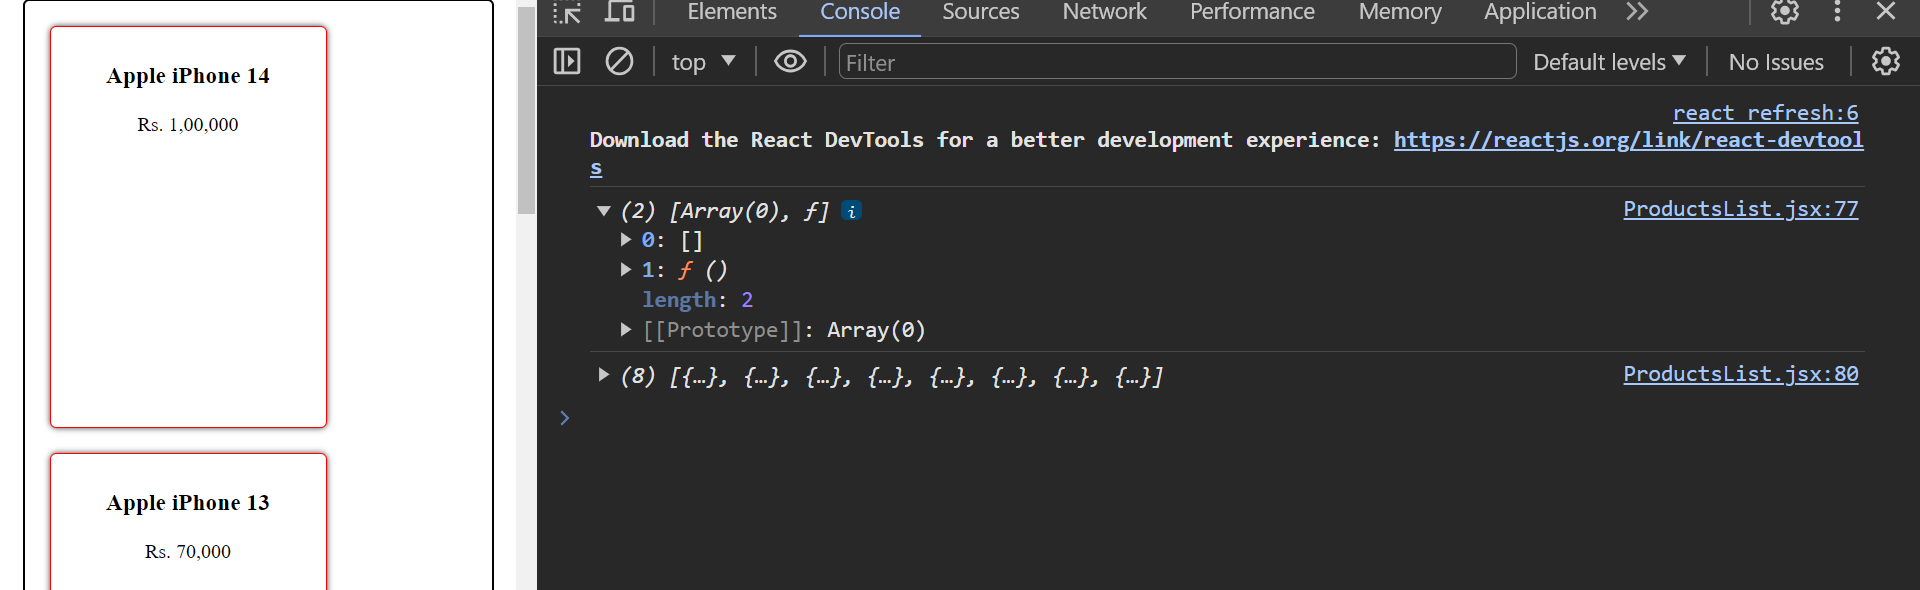 Apple iPhone 14
Rs. 1,00,000
Apple iPhone 13
Rs. 70,000
Elements Console Sources Network Performance Memory Application
top Filter Default levels No Issues
react refresh:6
Download the React DevTools for a better development experience: https://reactjs.org/link/react-devtool
s
(2) [Array(0), ƒ] i ProductsList.jsx:77
0: []
1: ƒ ()
length: 2
[[Prototype]]: Array(0)
(8) [{…}, {…}, {…}, {…}, {…}, {…}, {…}, {…}] ProductsList.jsx:80